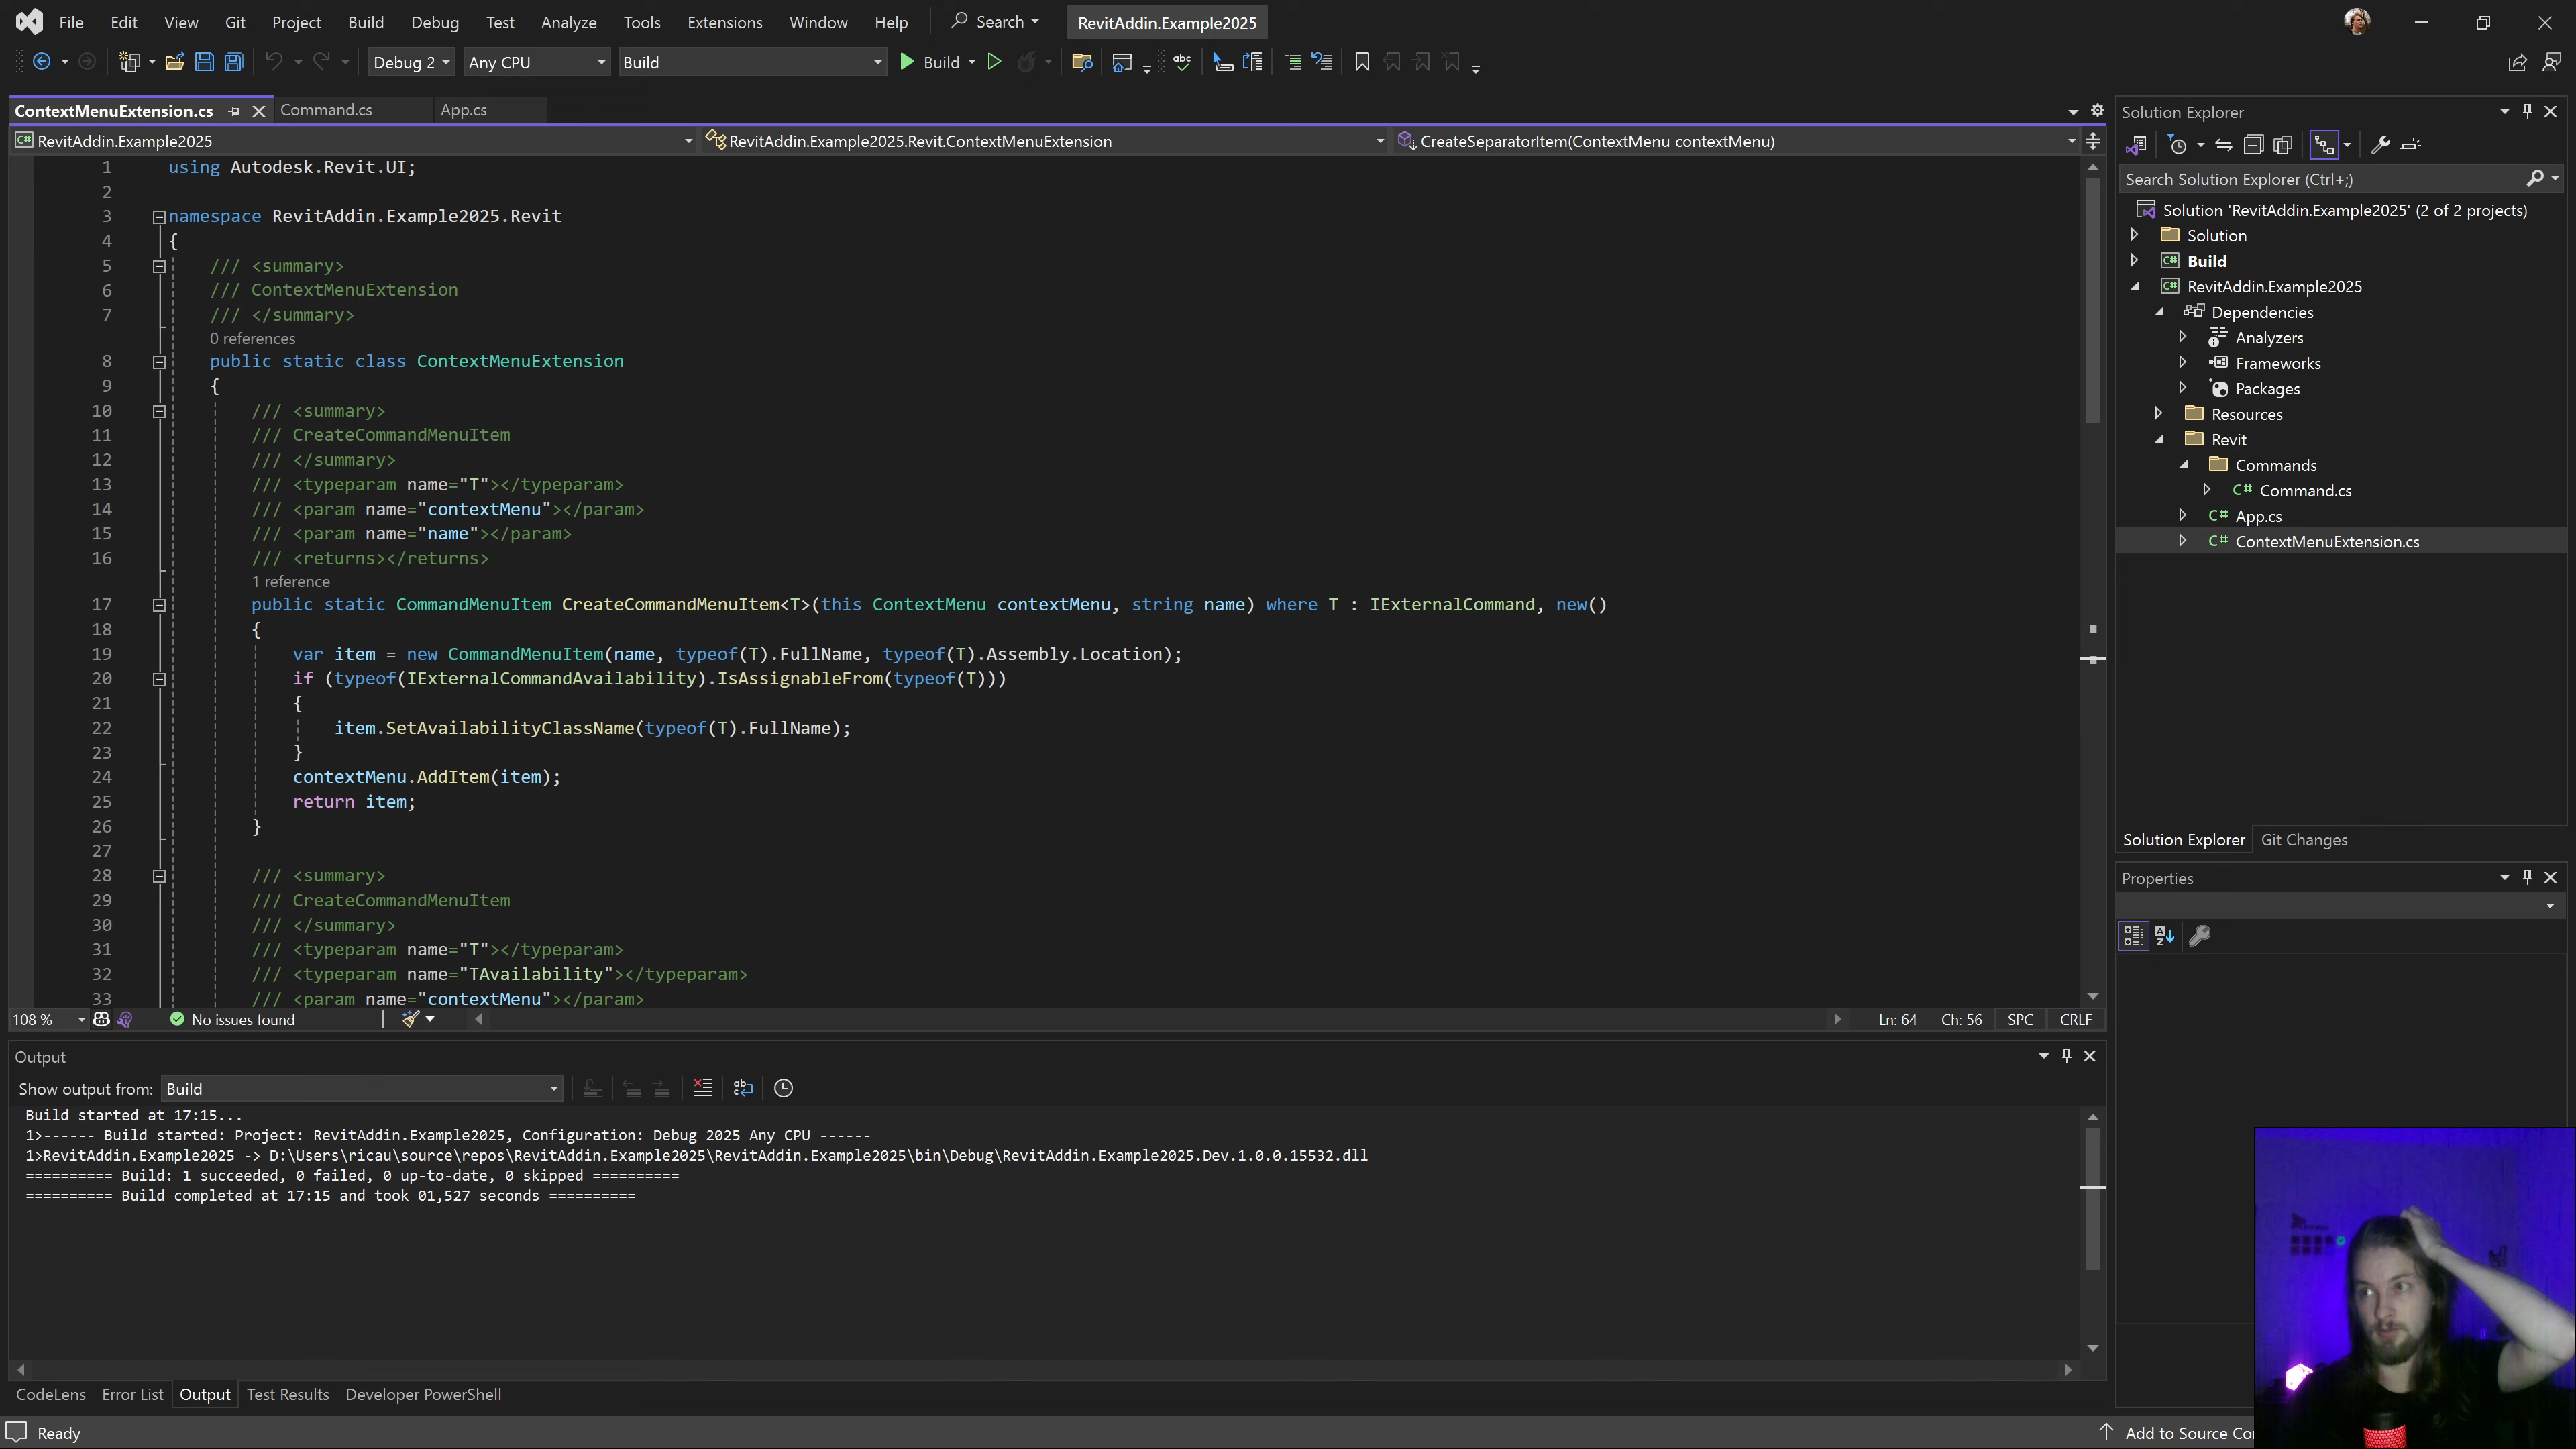 File Edit View Git Project Build Debug Test Analyze Tools Extensions Window Help Search RevitAddin.Example2025
Debug 2 Any CPU Build Build
ContextMenuExtension.cs Command.cs App.cs
RevitAddin.Example2025 RevitAddin.Example2025.Revit.ContextMenuExtension CreateSeparatorItem(ContextMenu contextMenu)
1 using Autodesk.Revit.UI;
2
3 namespace RevitAddin.Example2025.Revit
4 {
5 /// <summary>
6 /// ContextMenuExtension
7 /// </summary>
0 references
8 public static class ContextMenuExtension
9 {
10 /// <summary>
11 /// CreateCommandMenuItem
12 /// </summary>
13 /// <typeparam name="T"></typeparam>
14 /// <param name="contextMenu"></param>
15 /// <param name="name"></param>
16 /// <returns></returns>
1 reference
17 public static CommandMenuItem CreateCommandMenuItem<T>(this ContextMenu contextMenu, string name) where T : IExternalCommand, new()
18 {
19 var item = new CommandMenuItem(name, typeof(T).FullName, typeof(T).Assembly.Location);
20 if (typeof(IExternalCommandAvailability).IsAssignableFrom(typeof(T)))
21 {
22 item.SetAvailabilityClassName(typeof(T).FullName);
23 }
24 contextMenu.AddItem(item);
25 return item;
26 }
27
28 /// <summary>
29 /// CreateCommandMenuItem
30 /// </summary>
31 /// <typeparam name="T"></typeparam>
32 /// <typeparam name="TAvailability"></typeparam>
33 /// <param name="contextMenu"></param>
108 % No issues found Ln: 64 Ch: 56 SPC CRLF
Output
Show output from: Build
Build started at 17:15...
1>------ Build started: Project: RevitAddin.Example2025, Configuration: Debug 2025 Any CPU ------
1>RevitAddin.Example2025 -> D:\Users\ricau\source\repos\RevitAddin.Example2025\RevitAddin.Example2025\bin\Debug\RevitAddin.Example2025.Dev.1.0.0.15532.dll
========== Build: 1 succeeded, 0 failed, 0 up-to-date, 0 skipped ==========
========== Build completed at 17:15 and took 01,527 seconds ==========
CodeLens Error List Output Test Results Developer PowerShell
Ready
Solution Explorer
Search Solution Explorer (Ctrl+;)
Solution 'RevitAddin.Example2025' (2 of 2 projects)
Solution
C# Build
C# RevitAddin.Example2025
Dependencies
Analyzers
Frameworks
Packages
Resources
Revit
Commands
C# Command.cs
C# App.cs
C# ContextMenuExtension.cs
Solution Explorer Git Changes
Properties
Add to Source Co